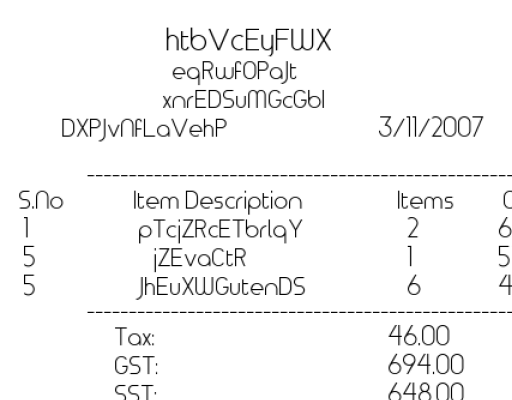 htbVcEyFWX
eqRwfOPaJt
xnrEDSuMGcGbl
DXPJvNfLaVehP 3/11/2007
S.No Item Description Items
1 pTcjZRcETbrlqY 2 6
5 jZEvaCtR 1 5
5 JhEuXWGutenDS 6 4
Tax: 46.00
GST: 694.00
SST: 648.00